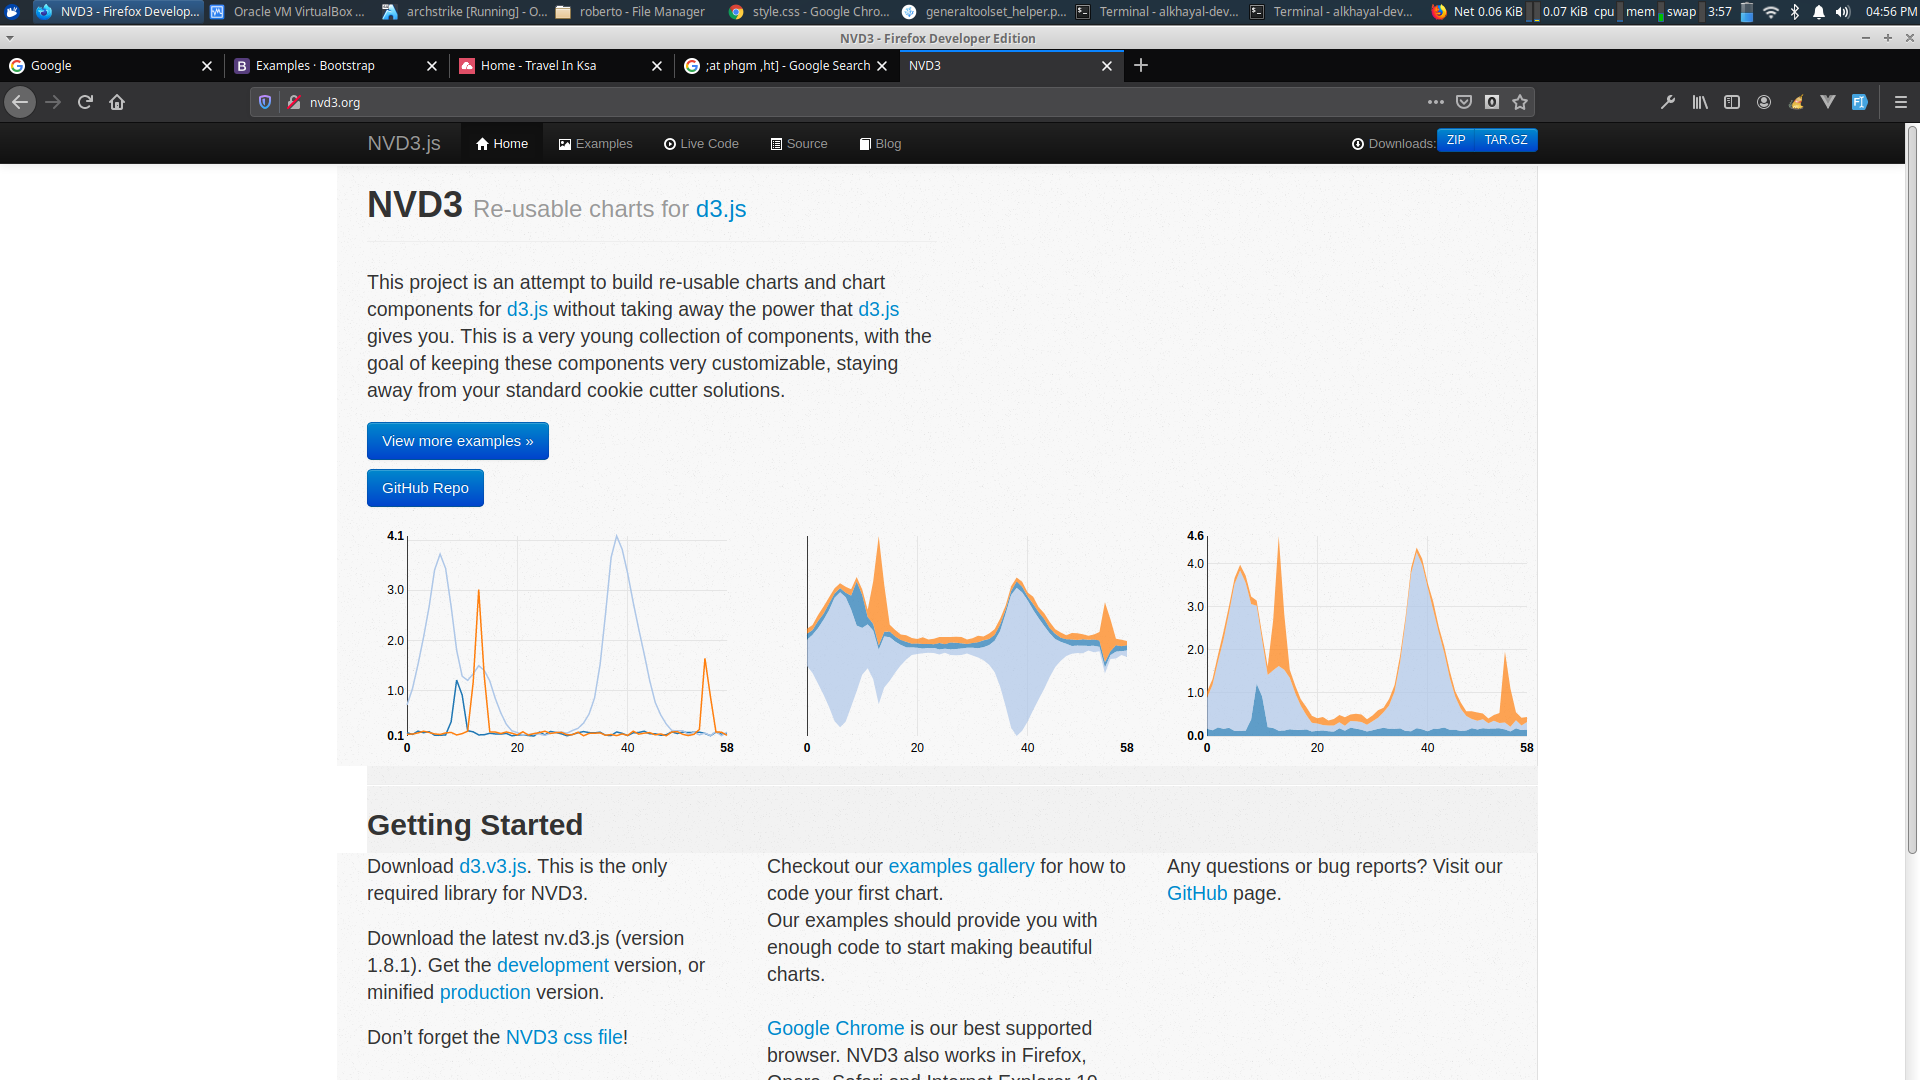 NVD3 - Firefox Develop...
Oracle VM VirtualBox ...
archstrike [Running] - O...
roberto - File Manager
style.css - Google Chro...
generaltoolset_helper.p...
Terminal - alkhayal-dev...
Terminal - alkhayal-dev...
Net 0.06 KiB
0.07 KiB
cpu
mem
swap
3:57
04:56 PM
NVD3 - Firefox Developer Edition
Google
Examples · Bootstrap
Home - Travel In Ksa
;at phgm ,ht] - Google Search
NVD3
nvd3.org
NVD3.js
Home
Examples
Live Code
Source
Blog
Downloads:
ZIP
TAR.GZ
NVD3 Re-usable charts for d3.js
This project is an attempt to build re-usable charts and chart
components for d3.js without taking away the power that d3.js
gives you. This is a very young collection of components, with the
goal of keeping these components very customizable, staying
away from your standard cookie cutter solutions.
View more examples »
GitHub Repo
4.1
3.0
2.0
1.0
0.1
0 20 40 58
0 20 40 58
4.6
4.0
3.0
2.0
1.0
0.0
0 20 40 58
Getting Started
Download d3.v3.js. This is the only
required library for NVD3.
Download the latest nv.d3.js (version
1.8.1). Get the development version, or
minified production version.
Don’t forget the NVD3 css file!
Checkout our examples gallery for how to
code your first chart.
Our examples should provide you with
enough code to start making beautiful
charts.
Google Chrome is our best supported
browser. NVD3 also works in Firefox,
Opera, Safari and Internet Explorer 10.
Any questions or bug reports? Visit our
GitHub page.